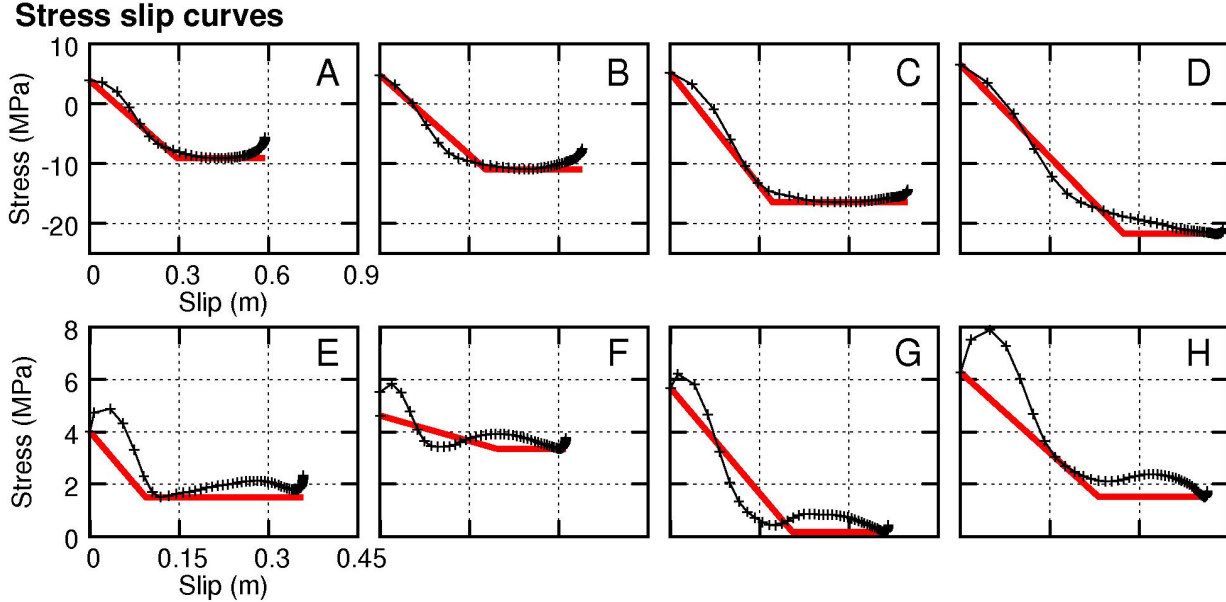 Stress slip curves
10
0
-10
-20
Stress (MPa)
A
B
C
D
0 0.3 0.6 0.9
Slip (m)
8
6
4
2
0
Stress (MPa)
E
F
G
H
0 0.15 0.3 0.45
Slip (m)